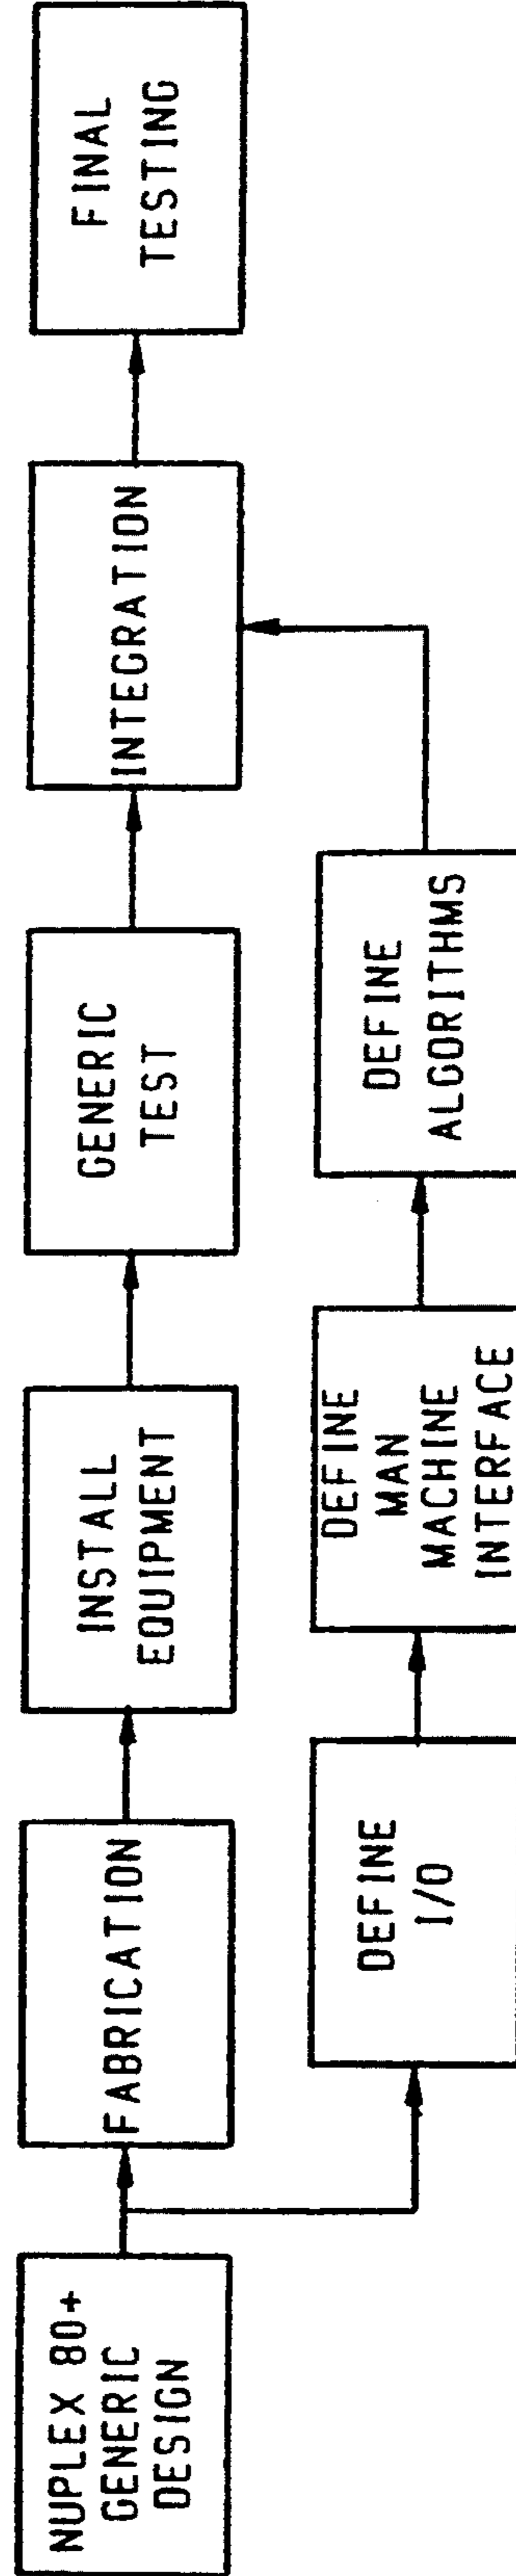 NUPLEX 80+
GENERIC
DESIGN
FABRICATION
INSTALL
EQUIPMENT
GENERIC
TEST
INTEGRATION
FINAL
TESTING
DEFINE
I/O
DEFINE
MAN
MACHINE
INTERFACE
DEFINE
ALGORITHMS